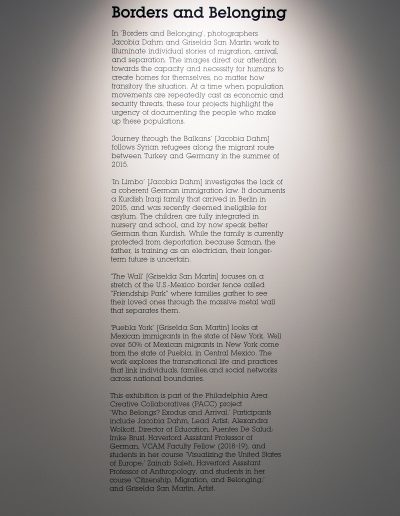 Borders and Belonging
In 'Borders and Belonging', photographers
Jacobia Dahm and Griselda San Martin work to
illuminate individual stories of migration, arrival,
and separation. The images direct our attention
towards the capacity and necessity for humans to
create homes for themselves, no matter how
transitory the situation. At a time when population
movements are repeatedly cast as economic and
security threats, these four projects highlight the
urgency of documenting the people who make
up these populations.
'Journey through the Balkans' [Jacobia Dahm]
follows Syrian refugees along the migrant route
between Turkey and Germany in the summer of
2015.
'In Limbo' [Jacobia Dahm] investigates the lack of
a coherent German immigration law. It documents
a Kurdish Iraqi family that arrived in Berlin in
2015, and was recently deemed ineligible for
asylum. The children are fully integrated in
nursery and school, and by now speak better
German than Kurdish. While the family is currently
protected from deportation because Saman, the
father, is training as an electrician, their longer-
term future is uncertain.
'The Wall' [Griselda San Martin] focuses on a
stretch of the U.S.-Mexico border fence called
"Friendship Park" where families gather to see
their loved ones through the massive metal wall
that separates them.
'Puebla York' [Griselda San Martin] looks at
Mexican immigrants in the state of New York. Well
over 50% of Mexican migrants in New York come
from the state of Puebla, in Central Mexico. The
work explores the transnational life and practices
that link individuals, families,and social networks
across national boundaries.
This exhibition is part of the Philadelphia Area
Creative Collaboratives (PACC) project
'Who Belongs? Exodus and Arrival.' Participants
include Jacobia Dahm, Lead Artist; Alexandra
Wolkoff, Director of Education, Puentes De Salud;
Imke Brust, Haverford Assistant Professor of
German, VCAM Faculty Fellow (2018-19), and
students in her course 'Visualizing the United States
of Europe;' Zainab Saleh, Haverford Assistant
Professor of Anthropology, and students in her
course 'Citizenship, Migration, and Belonging;'
and Griselda San Martin, Artist.